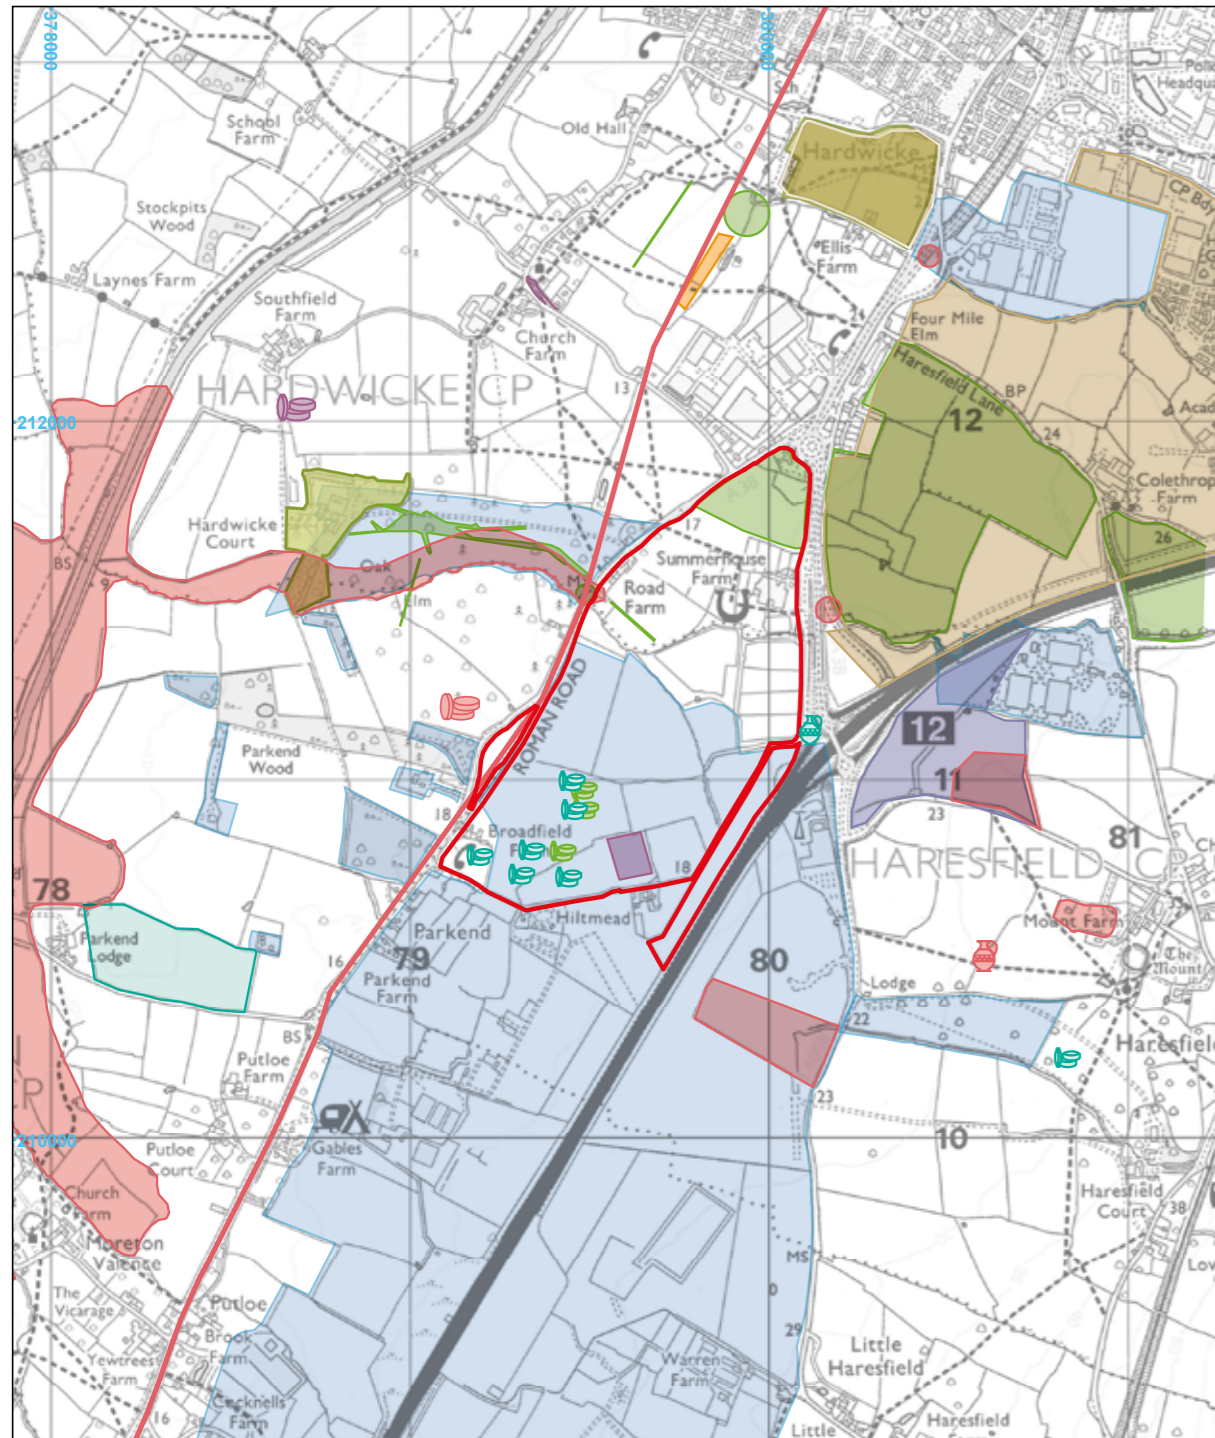 378000
380000
School
Farm
Old Hall
Sch
Hardwicke
Stockpits
Wood
CP Bdy
Laynes Farm
Ellis
Farm
Southfield
Farm
Church
Farm
Four Mile
Elm
Haresfield Lane
BP
HARDWICKE CP
13
24
212000
12
Colethrop
Farm
Hardwicke
Court
17
26
BS
Oak
Elm
M
Summerhouse
Farm
Road
Farm
ROMAN ROAD
Parkend
Wood
12
11
18
23
Broadfield
81
HARESFIELD
78
18
Hiltmead
Mount Farm
Parkend
Lodge
Parkend
79
80
The
Mount
16
Parkend
Farm
Lodge
22
BS
Haresfield
Putloe
Farm
23
210000
Putloe
Court
Gables
Farm
10
Church
Farm
Haresfield
Court
38
Moreton
Valence
MS
The
Vicarage
Putloe
Brook
Farm
29
Little
Haresfield
Yewtrees
Farm
Warren
Farm
16
Cecknells
Farm
Haresfield
Little